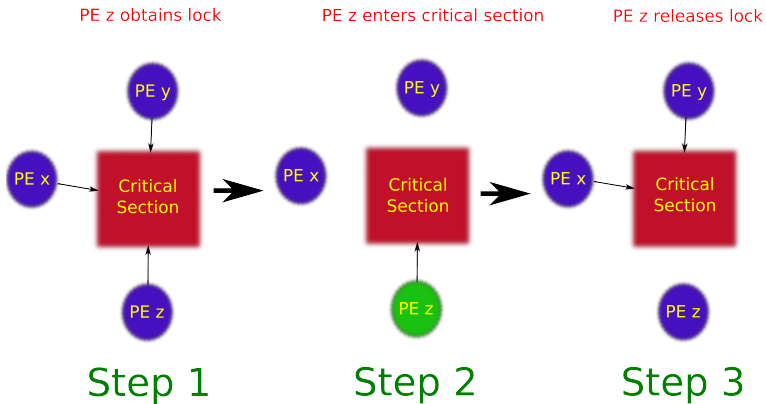 PE z obtains lock
PE z enters critical section
PE z releases lock
PE y
PE x
Critical
Section
PE z
PE y
PE x
Critical
Section
PE z
PE y
PE x
Critical
Section
PE z
Step 1
Step 2
Step 3